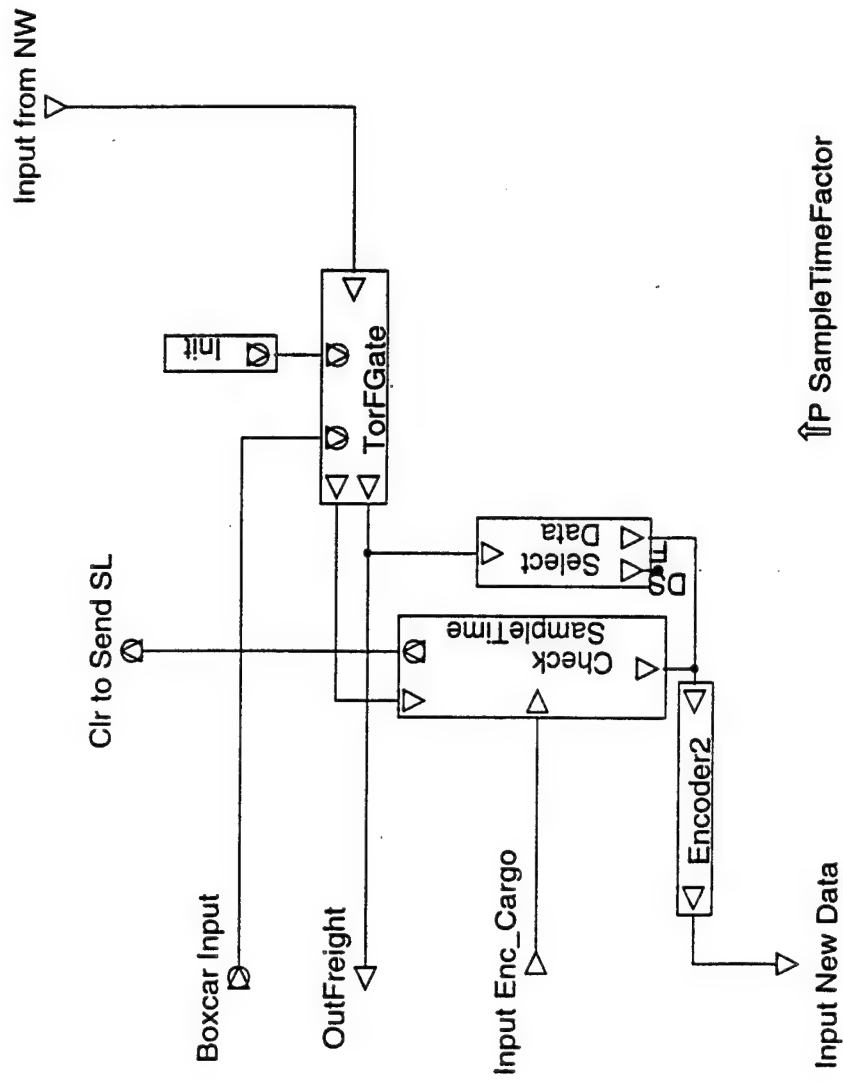 Input from NW
Init
TorFGate
Clr to Send SL
Select
Data
TF
DS
Check
SampleTime
Boxcar Input
OutFreight
Input Enc_Cargo
Encoder2
Input New Data
⇑P SampleTimeFactor